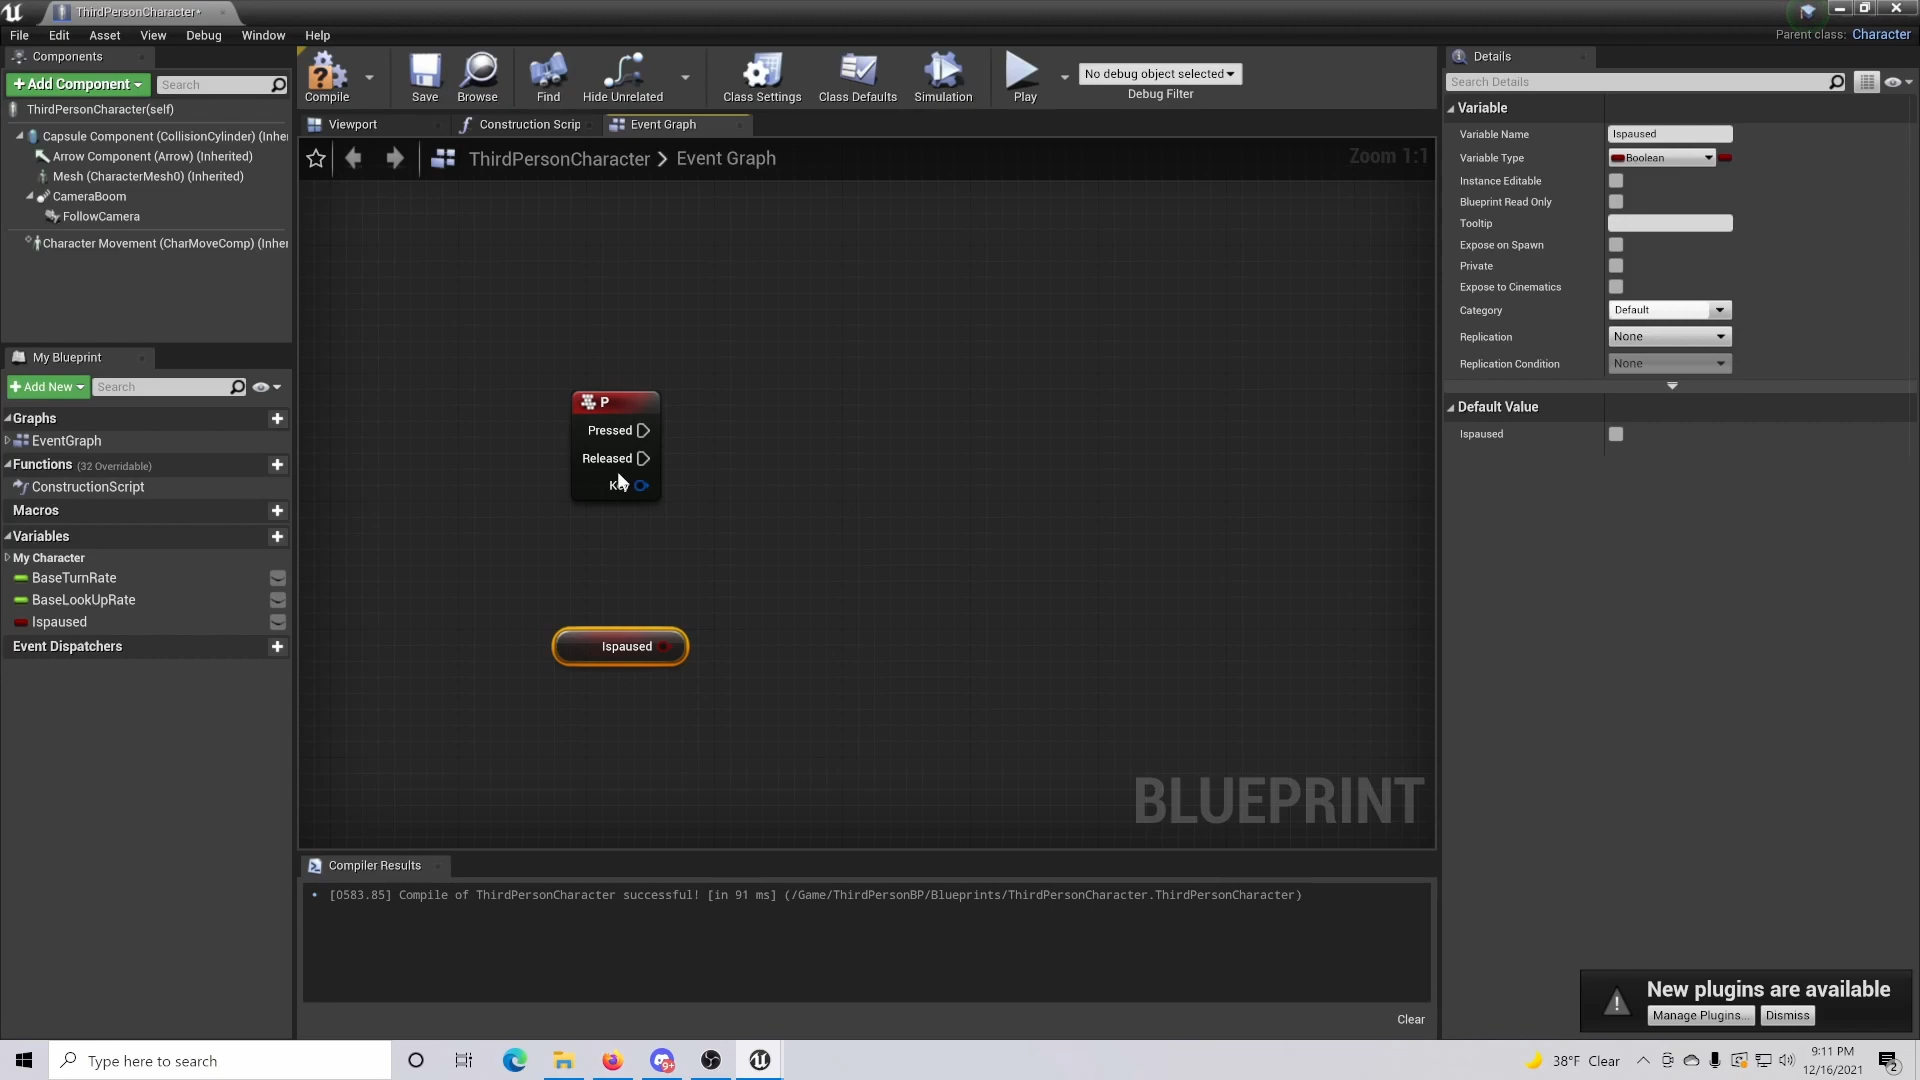 ThirdPersonCharacter*
File Edit Asset View Debug Window Help
Parent class: Character
Components
Add Component
Search
ThirdPersonCharacter(self)
Capsule Component (CollisionCylinder) (Inhe
Arrow Component (Arrow) (Inherited)
Mesh (CharacterMesh0) (Inherited)
CameraBoom
FollowCamera
Character Movement (CharMoveComp) (Inher
My Blueprint
Add New
Search
Graphs
EventGraph
Functions (32 Overridable)
ConstructionScript
Macros
Variables
My Character
BaseTurnRate
BaseLookUpRate
Ispaused
Event Dispatchers
Compile
Save
Browse
Find
Hide Unrelated
Class Settings
Class Defaults
Simulation
Play
No debug object selected
Debug Filter
Viewport
Construction Scrip
Event Graph
ThirdPersonCharacter > Event Graph
Zoom 1:1
P
Pressed
Released
Ispaused
BLUEPRINT
Compiler Results
[0583.85] Compile of ThirdPersonCharacter successful! [in 91 ms] (/Game/ThirdPersonBP/Blueprints/ThirdPersonCharacter.ThirdPersonCharacter)
Clear
Details
Search Details
Variable
Variable Name Ispaused
Variable Type Boolean
Instance Editable
Blueprint Read Only
Tooltip
Expose on Spawn
Private
Expose to Cinematics
Category Default
Replication None
Replication Condition None
Default Value
Ispaused
New plugins are available
Manage Plugins...
Dismiss
Type here to search
9+
38°F Clear
9:11 PM
12/16/2021
2